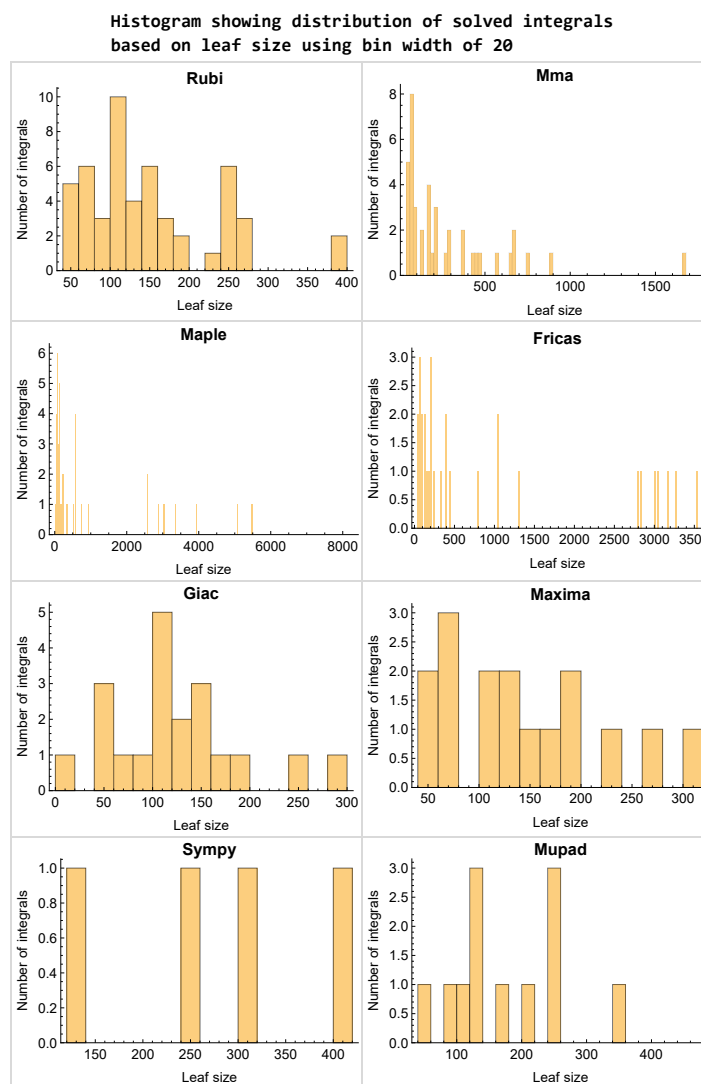 Histogram showing distribution of solved integrals
based on leaf size using bin width of 20
Rubi
Number of integrals
10
8
6
4
2
0
50 100 150 200 250 300 350 400
Leaf size
Mma
Number of integrals
8
6
4
2
0
500 1000 1500
Leaf size
Maple
Number of integrals
6
5
4
3
2
1
0
0 2000 4000 6000 8000
Leaf size
Fricas
Number of integrals
3.0
2.5
2.0
1.5
1.0
0.5
0.0
0 500 1000 1500 2000 2500 3000 350
Leaf size
Giac
Number of integrals
5
4
3
2
1
0
0 50 100 150 200 250 300
Leaf size
Maxima
Number of integrals
3.0
2.5
2.0
1.5
1.0
0.5
0.0
50 100 150 200 250 300
Leaf size
Sympy
Number of integrals
1.0
0.8
0.6
0.4
0.2
0.0
150 200 250 300 350 400
Leaf size
Mupad
Number of integrals
3.0
2.5
2.0
1.5
1.0
0.5
0.0
100 200 300 400
Leaf size